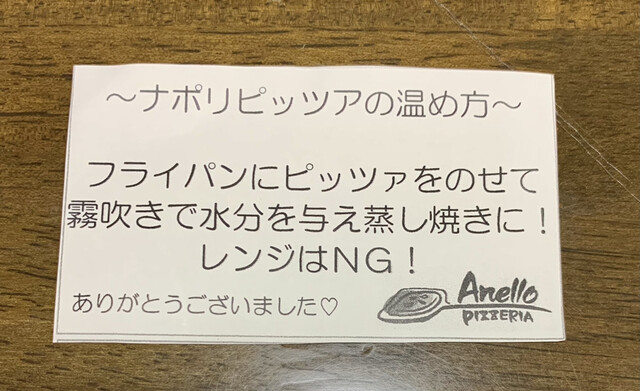 〜ナポリピッツアの温め方〜
フライパンにピッツァをのせて
霧吹きで水分を与え蒸し焼きに！
レンジはＮＧ！
ありがとうございました♡
Anello
PIZZERIA